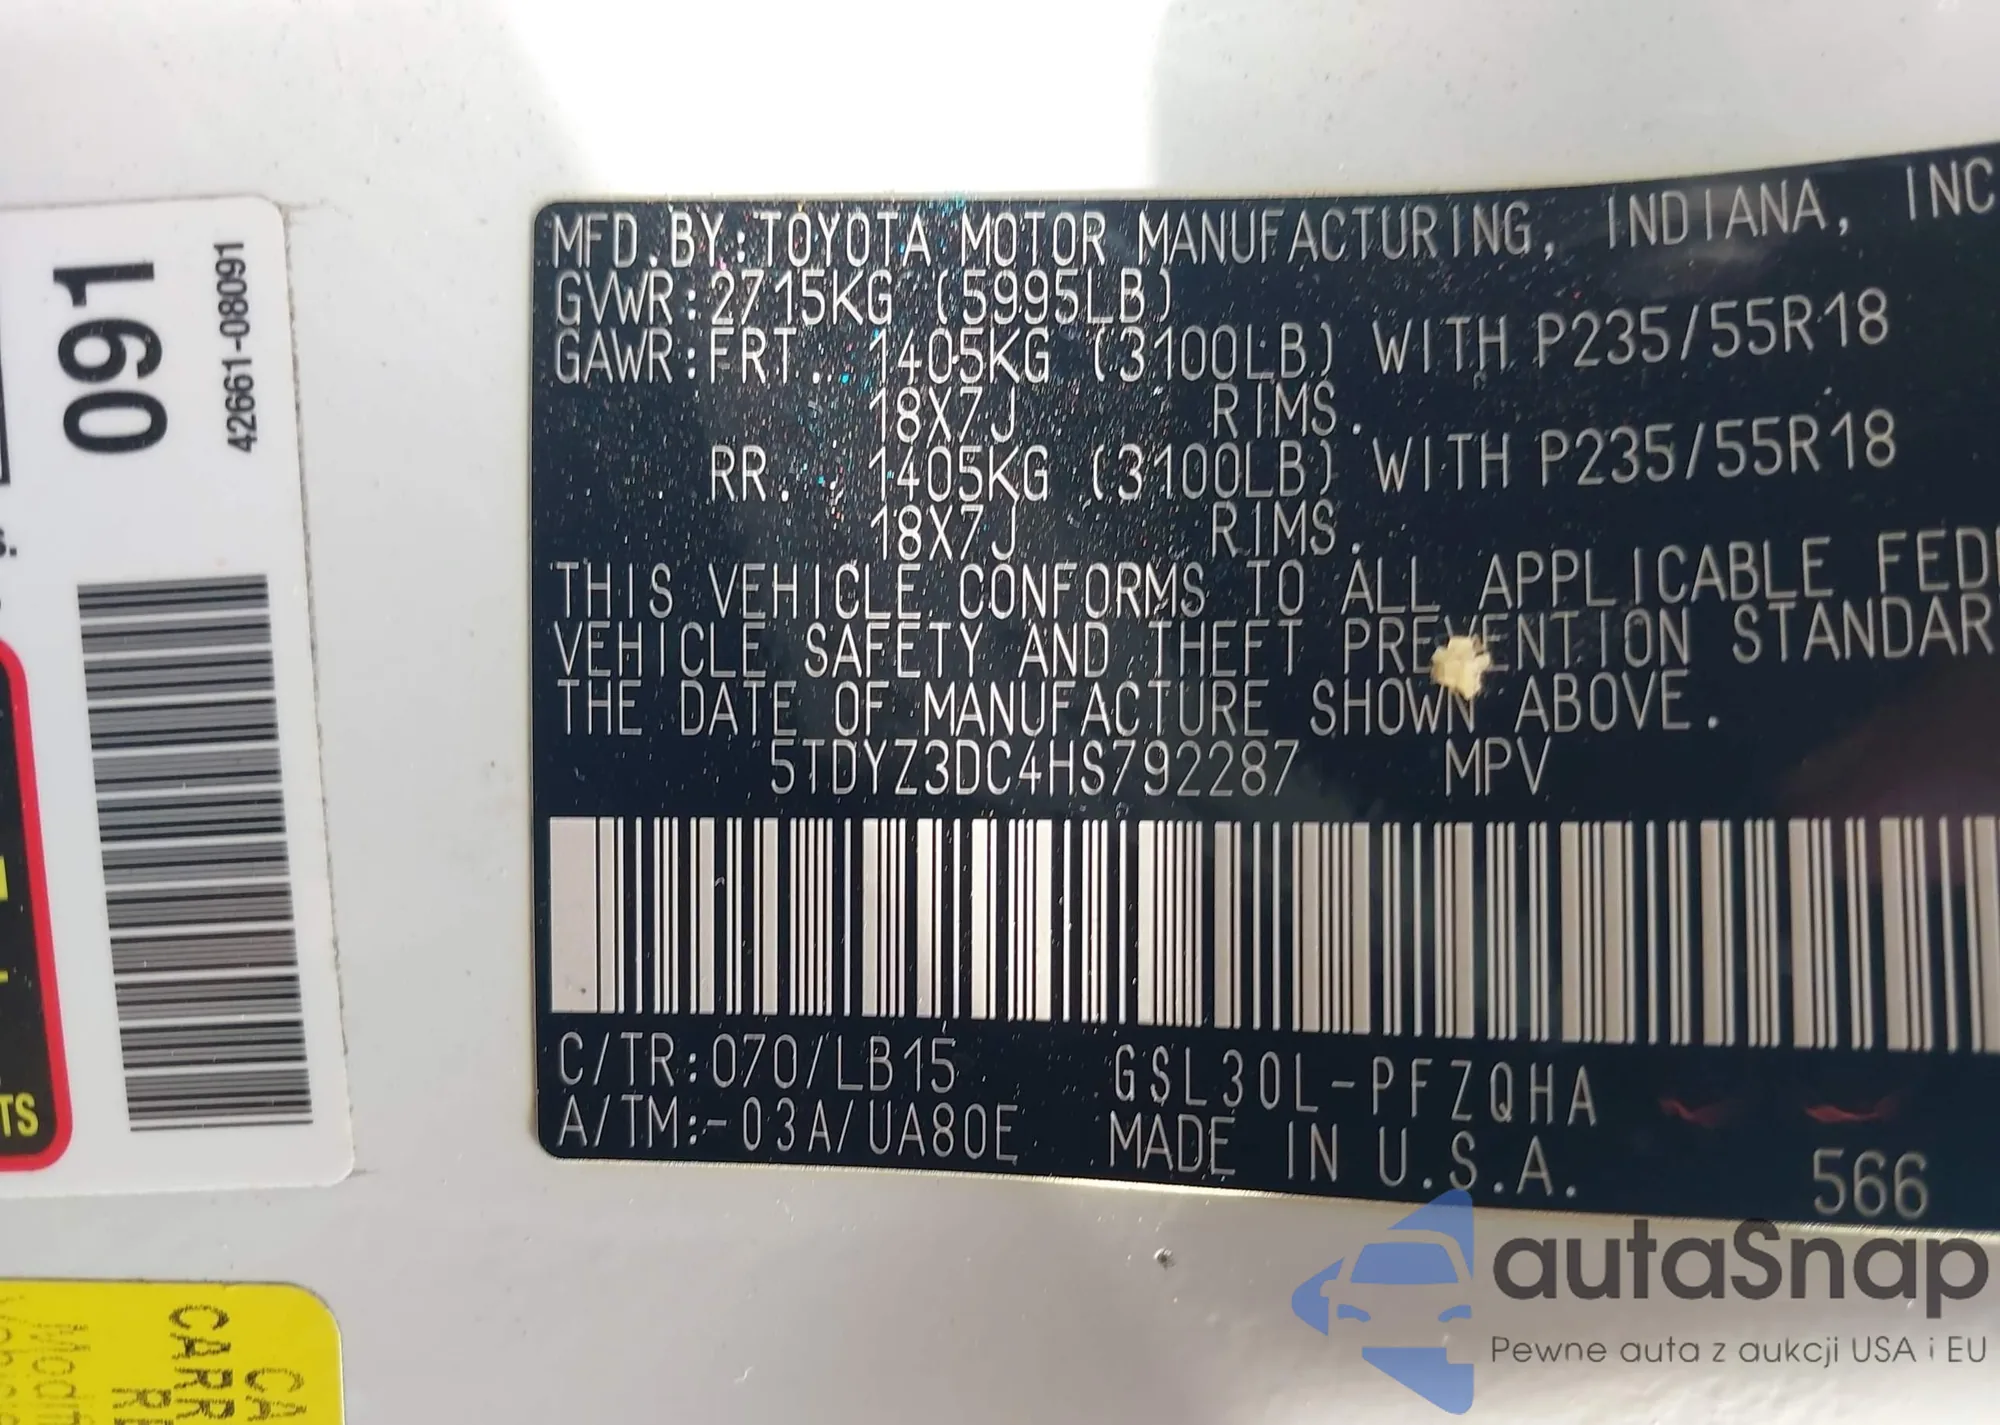 091
42661-08091
TS
MFD.BY:TOYOTA MOTOR MANUFACTURING, INDIANA, INC
GVWR:2715KG (5995LB)
GAWR:FRT. 1405KG (3100LB) WITH P235/55R18
18X7J RIMS.
RR. 1405KG (3100LB) WITH P235/55R18
18X7J RIMS.
THIS VEHICLE CONFORMS TO ALL APPLICABLE FED
VEHICLE SAFETY AND THEFT PREVENTION STANDAR
THE DATE OF MANUFACTURE SHOWN ABOVE.
5TDYZ3DC4HS792287 MPV
C/TR:070/LB15 GSL30L-PFZQHA
A/TM:-03A/UA80E MADE IN U.S.A.
566
CA
CARR
autaSnap
Pewne auta z aukcji USA i EU